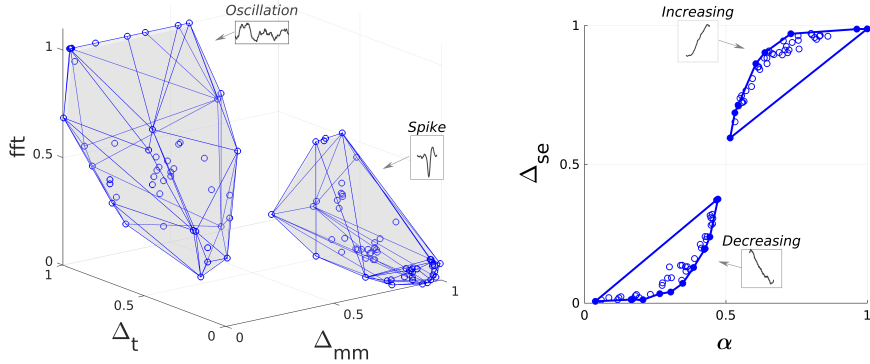 Oscillation
Spike
fft
1
0.5
0
1
0.5
0
0
0.5
1
Δt
Δmm
Increasing
Decreasing
Δse
1
0.5
0
0
0.5
1
α